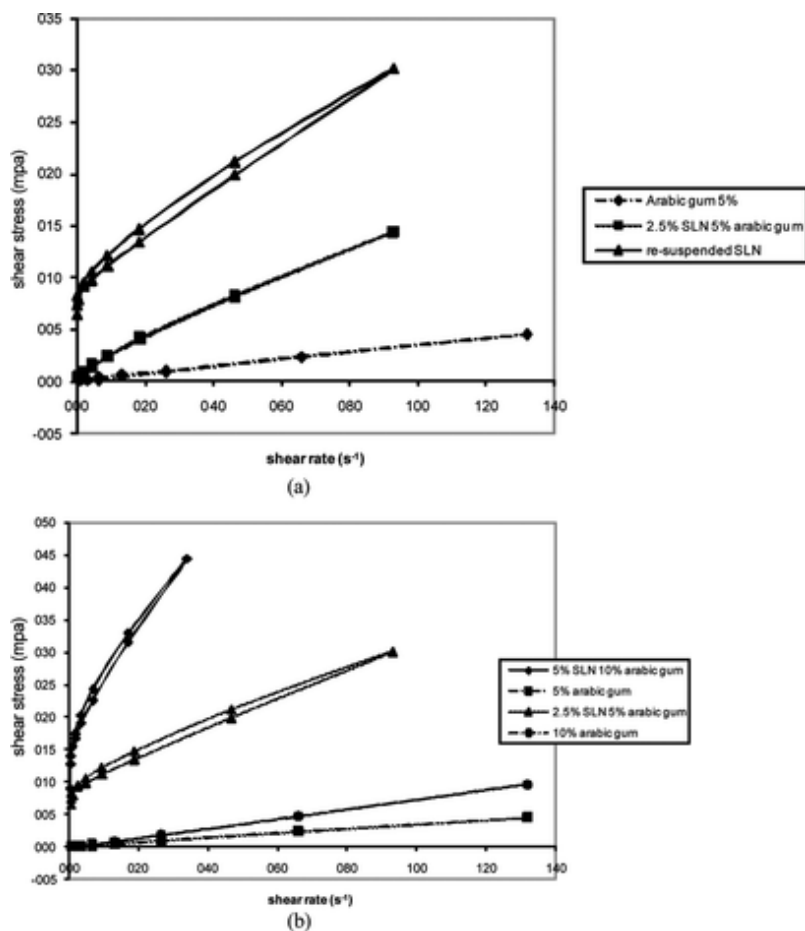 035
030
025
020
015
010
005
000
-005
shear stress (mpa)
000 020 040 060 080 100 120 140
shear rate (s-1)
Arabic gum 5%
2.5% SLN 5% arabic gum
re-suspended SLN
(a)
050
045
040
035
030
025
020
015
010
005
000
-005
shear stress (mpa)
000 020 040 060 080 100 120 140
shear rate (s-1)
5% SLN 10% arabic gum
5% arabic gum
2.5% SLN 5% arabic gum
10% arabic gum
(b)